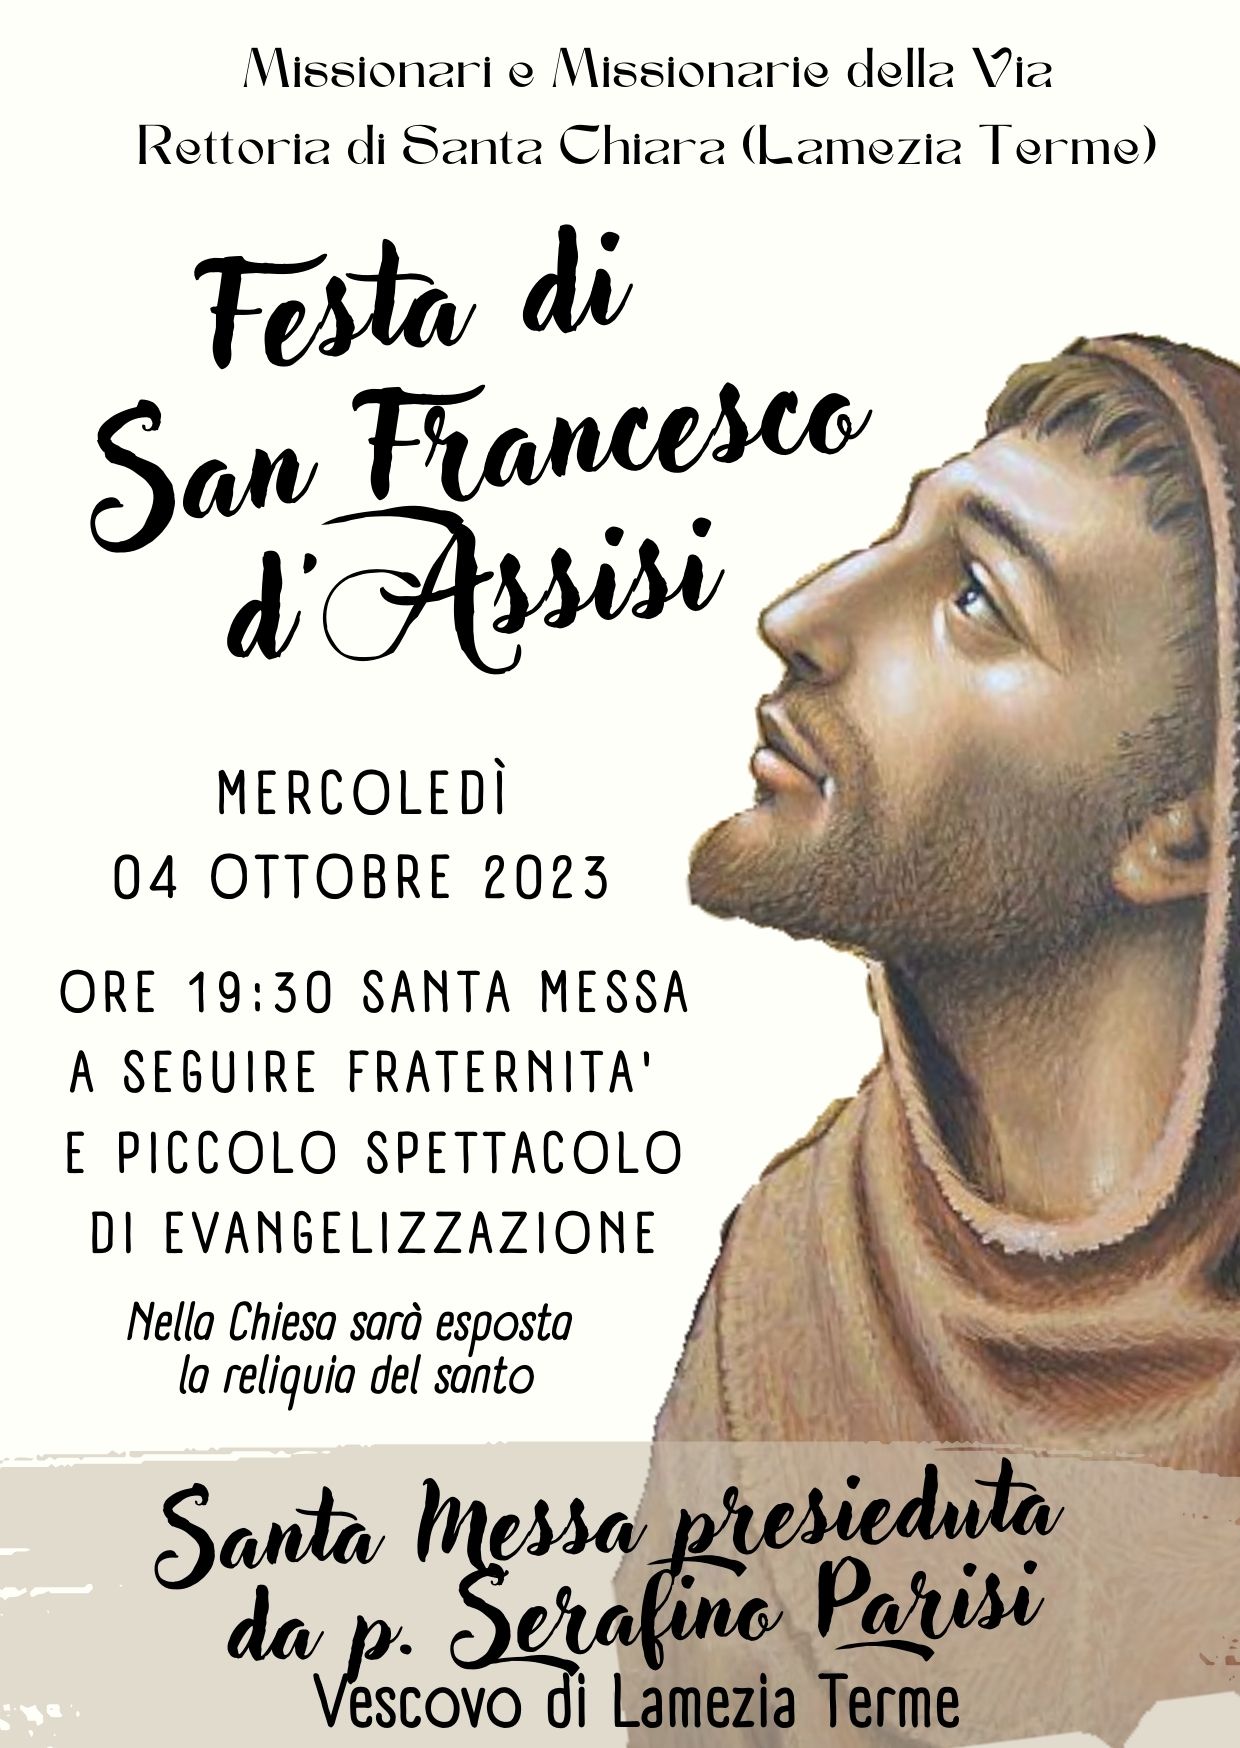 Missionari e Missionarie della Via
Rettoria di Santa Chiara (Lamezia Terme)
Festa di
San Francesco
d'Assisi
MERCOLEDÌ
04 OTTOBRE 2023
ORE 19:30 SANTA MESSA
A SEGUIRE FRATERNITA'
E PICCOLO SPETTACOLO
DI EVANGELIZZAZIONE
Nella Chiesa sarà esposta
la reliquia del santo
Santa Messa presieduta
da p. Serafino Parisi
Vescovo di Lamezia Terme